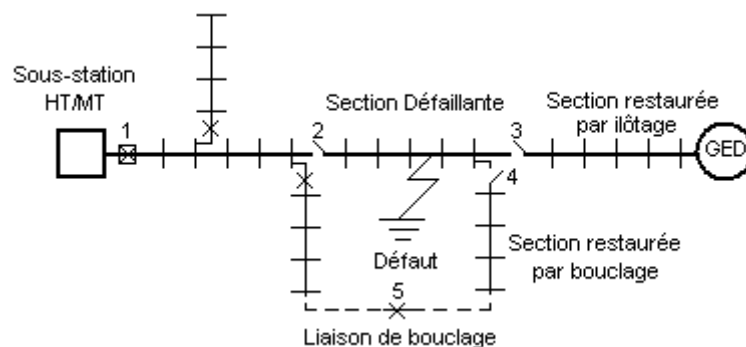 Sous-station
HT/MT
1
2
Section Défaillante
3
Section restaurée
par ilôtage
GED
4
Défaut
Section restaurée
par bouclage
5
Liaison de bouclage